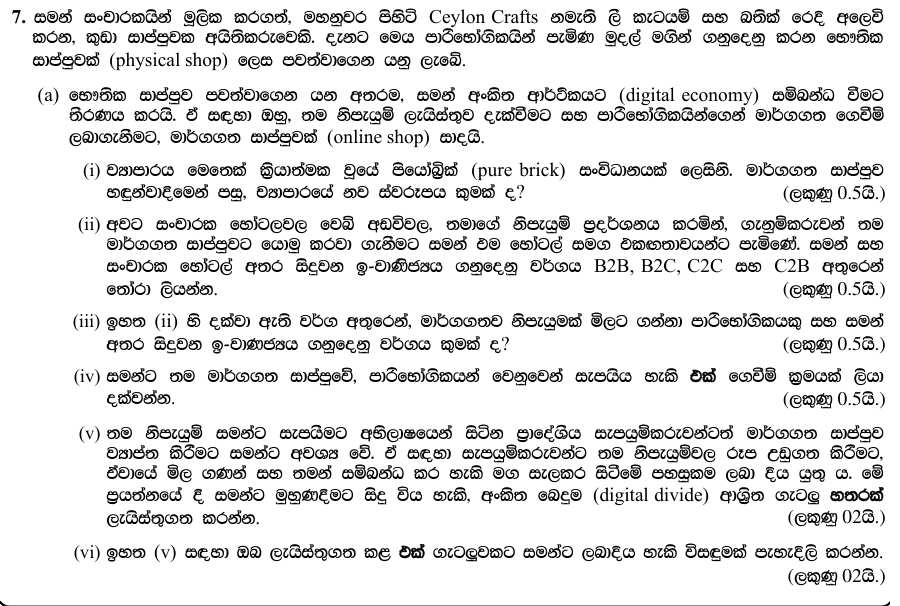 7. සමන් සංචාරකයින් මූලික කරගත්, මහනුවර පිහිටි Ceylon Crafts නමැති ලී කැටයම් සහ බතික් රෙදි අලෙවි
කරන, කුඩා සාප්පුවක අයිතිකරුවෙකි. දැනට මෙය පාරිභෝගිකයින් පැමිණ මුදල් මගින් ගනුදෙනු කරන භෞතික
සාප්පුවක් (physical shop) ලෙස පවත්වාගෙන යනු ලැබේ.
(a) භෞතික සාප්පුව පවත්වාගෙන යන අතරම, සමන් අංකිත ආර්ථිකයට (digital economy) සම්බන්ධ වීමට
තීරණය කරයි. ඒ සඳහා ඔහු, තම නිපැයුම් ලැයිස්තුව දැක්වීමට සහ පාරිභෝගිකයින්ගෙන් මාර්ගගත ගෙවීම්
ලබාගැනීමට, මාර්ගගත සාප්පුවක් (online shop) සාදයි.
(i) ව්‍යාපාරය මෙතෙක් ක්‍රියාත්මක වූයේ පියෝබ්‍රික් (pure brick) සංවිධානයක් ලෙසිනි. මාර්ගගත සාප්පුව
හඳුන්වාදීමෙන් පසු, ව්‍යාපාරයේ නව ස්වරූපය කුමක් ද? (ලකුණු 0.5යි.)
(ii) අවට සංචාරක හෝටල්වල වෙබ් අඩවිවල, තමාගේ නිපැයුම් ප්‍රදර්ශනය කරමින්, ගැනුම්කරුවන් තම
මාර්ගගත සාප්පුවට යොමු කරවා ගැනීමට සමන් එම හෝටල් සමග එකඟතාවයන්ට පැමිණේ. සමන් සහ
සංචාරක හෝටල් අතර සිදුවන ඉ-වාණිජ්‍යය ගනුදෙනු වර්ගය B2B, B2C, C2C සහ C2B අතුරෙන්
තෝරා ලියන්න. (ලකුණු 0.5යි.)
(iii) ඉහත (ii) හි දක්වා ඇති වර්ග අතුරෙන්, මාර්ගගතව නිපැයුමක් මිලට ගන්නා පාරිභෝගිකයකු සහ සමන්
අතර සිදුවන ඉ-වාණජ්‍යය ගනුදෙනු වර්ගය කුමක් ද? (ලකුණු 0.5යි.)
(iv) සමන්ට තම මාර්ගගත සාප්පුවේ, පාරිභෝගිකයන් වෙනුවෙන් සැපයිය හැකි එක් ගෙවීම් ක්‍රමයක් ලියා
දක්වන්න. (ලකුණු 0.5යි.)
(v) තම නිපැයුම් සමන්ට සැපයීමට අභිලාෂයෙන් සිටින ප්‍රාදේශීය සැපයුම්කරුවන්ටත් මාර්ගගත සාප්පුව
ව්‍යාප්ත කිරීමට සමන්ට අවශ්‍ය වේ. ඒ සඳහා සැපයුම්කරුවන්ට තම නිපැයුම්වල රූප උඩුගත කිරීමට,
ඒවායේ මිල ගණන් සහ තමන් සම්බන්ධ කර හැකි මග සැලකර සිටීමේ පහසුකම ලබා දිය යුතු ය. මේ
ප්‍රයත්නයේ දී සමන්ට මුහුණදීමට සිදු විය හැකි, අංකිත බෙදුම (digital divide) ආශ්‍රිත ගැටලු හතරක්
ලැයිස්තුගත කරන්න. (ලකුණු 02යි.)
(vi) ඉහත (v) සඳහා ඔබ ලැයිස්තුගත කළ එක් ගැටලුවකට සමන්ට ලබාදිය හැකි විසඳුමක් පැහැදිලි කරන්න.
(ලකුණු 02යි.)